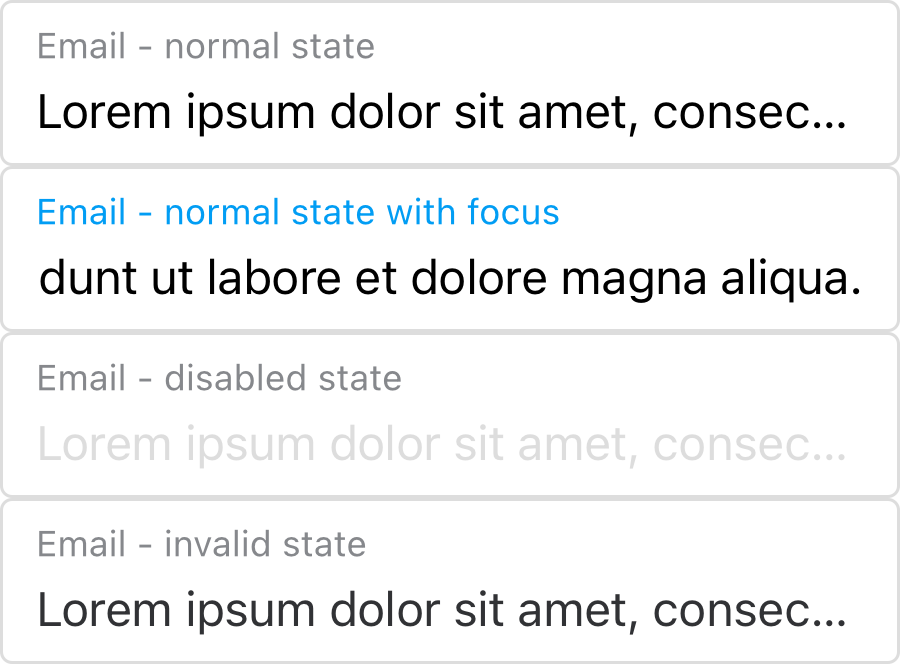 Email - normal state
Lorem ipsum dolor sit amet, consec...
Email - normal state with focus
dunt ut labore et dolore magna aliqua.
Email - disabled state
Lorem ipsum dolor sit amet, consec...
Email - invalid state
Lorem ipsum dolor sit amet, consec...